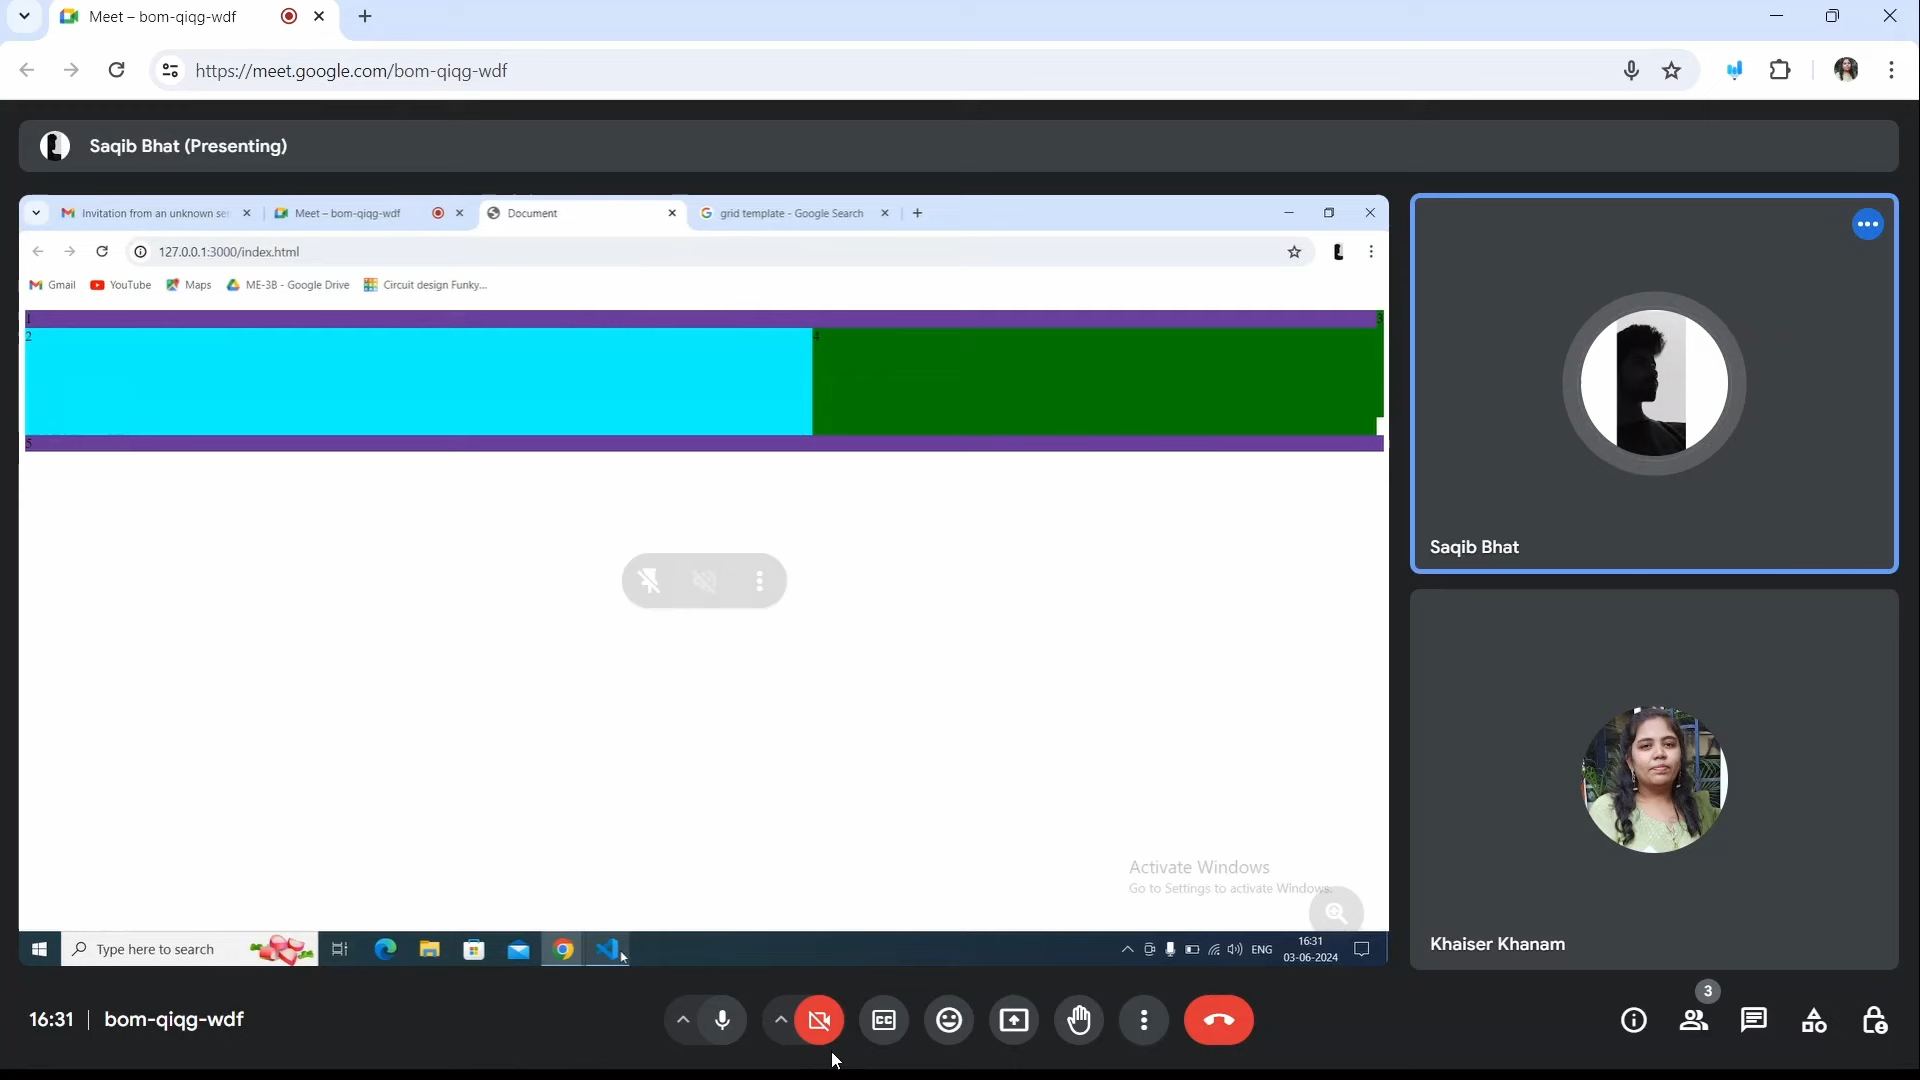 Meet – bom-qiqg-wdf
https://meet.google.com/bom-qiqg-wdf
Saqib Bhat (Presenting)
Invitation from an unknown se
Meet – bom-qiqg-wdf
Document
grid template - Google Search
127.0.0.1:3000/index.html
Gmail
YouTube
Maps
ME-3B - Google Drive
Circuit design Funky...
1
3
2
4
5
Saqib Bhat
Khaiser Khanam
Activate Windows
Go to Settings to activate Windows.
Type here to search
ENG
16:31
03-06-2024
16:31
bom-qiqg-wdf
CC
3